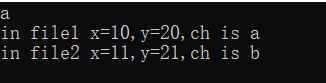 a
in file1 x=10,y=20,ch is a
in file2 x=11,y=21,ch is b